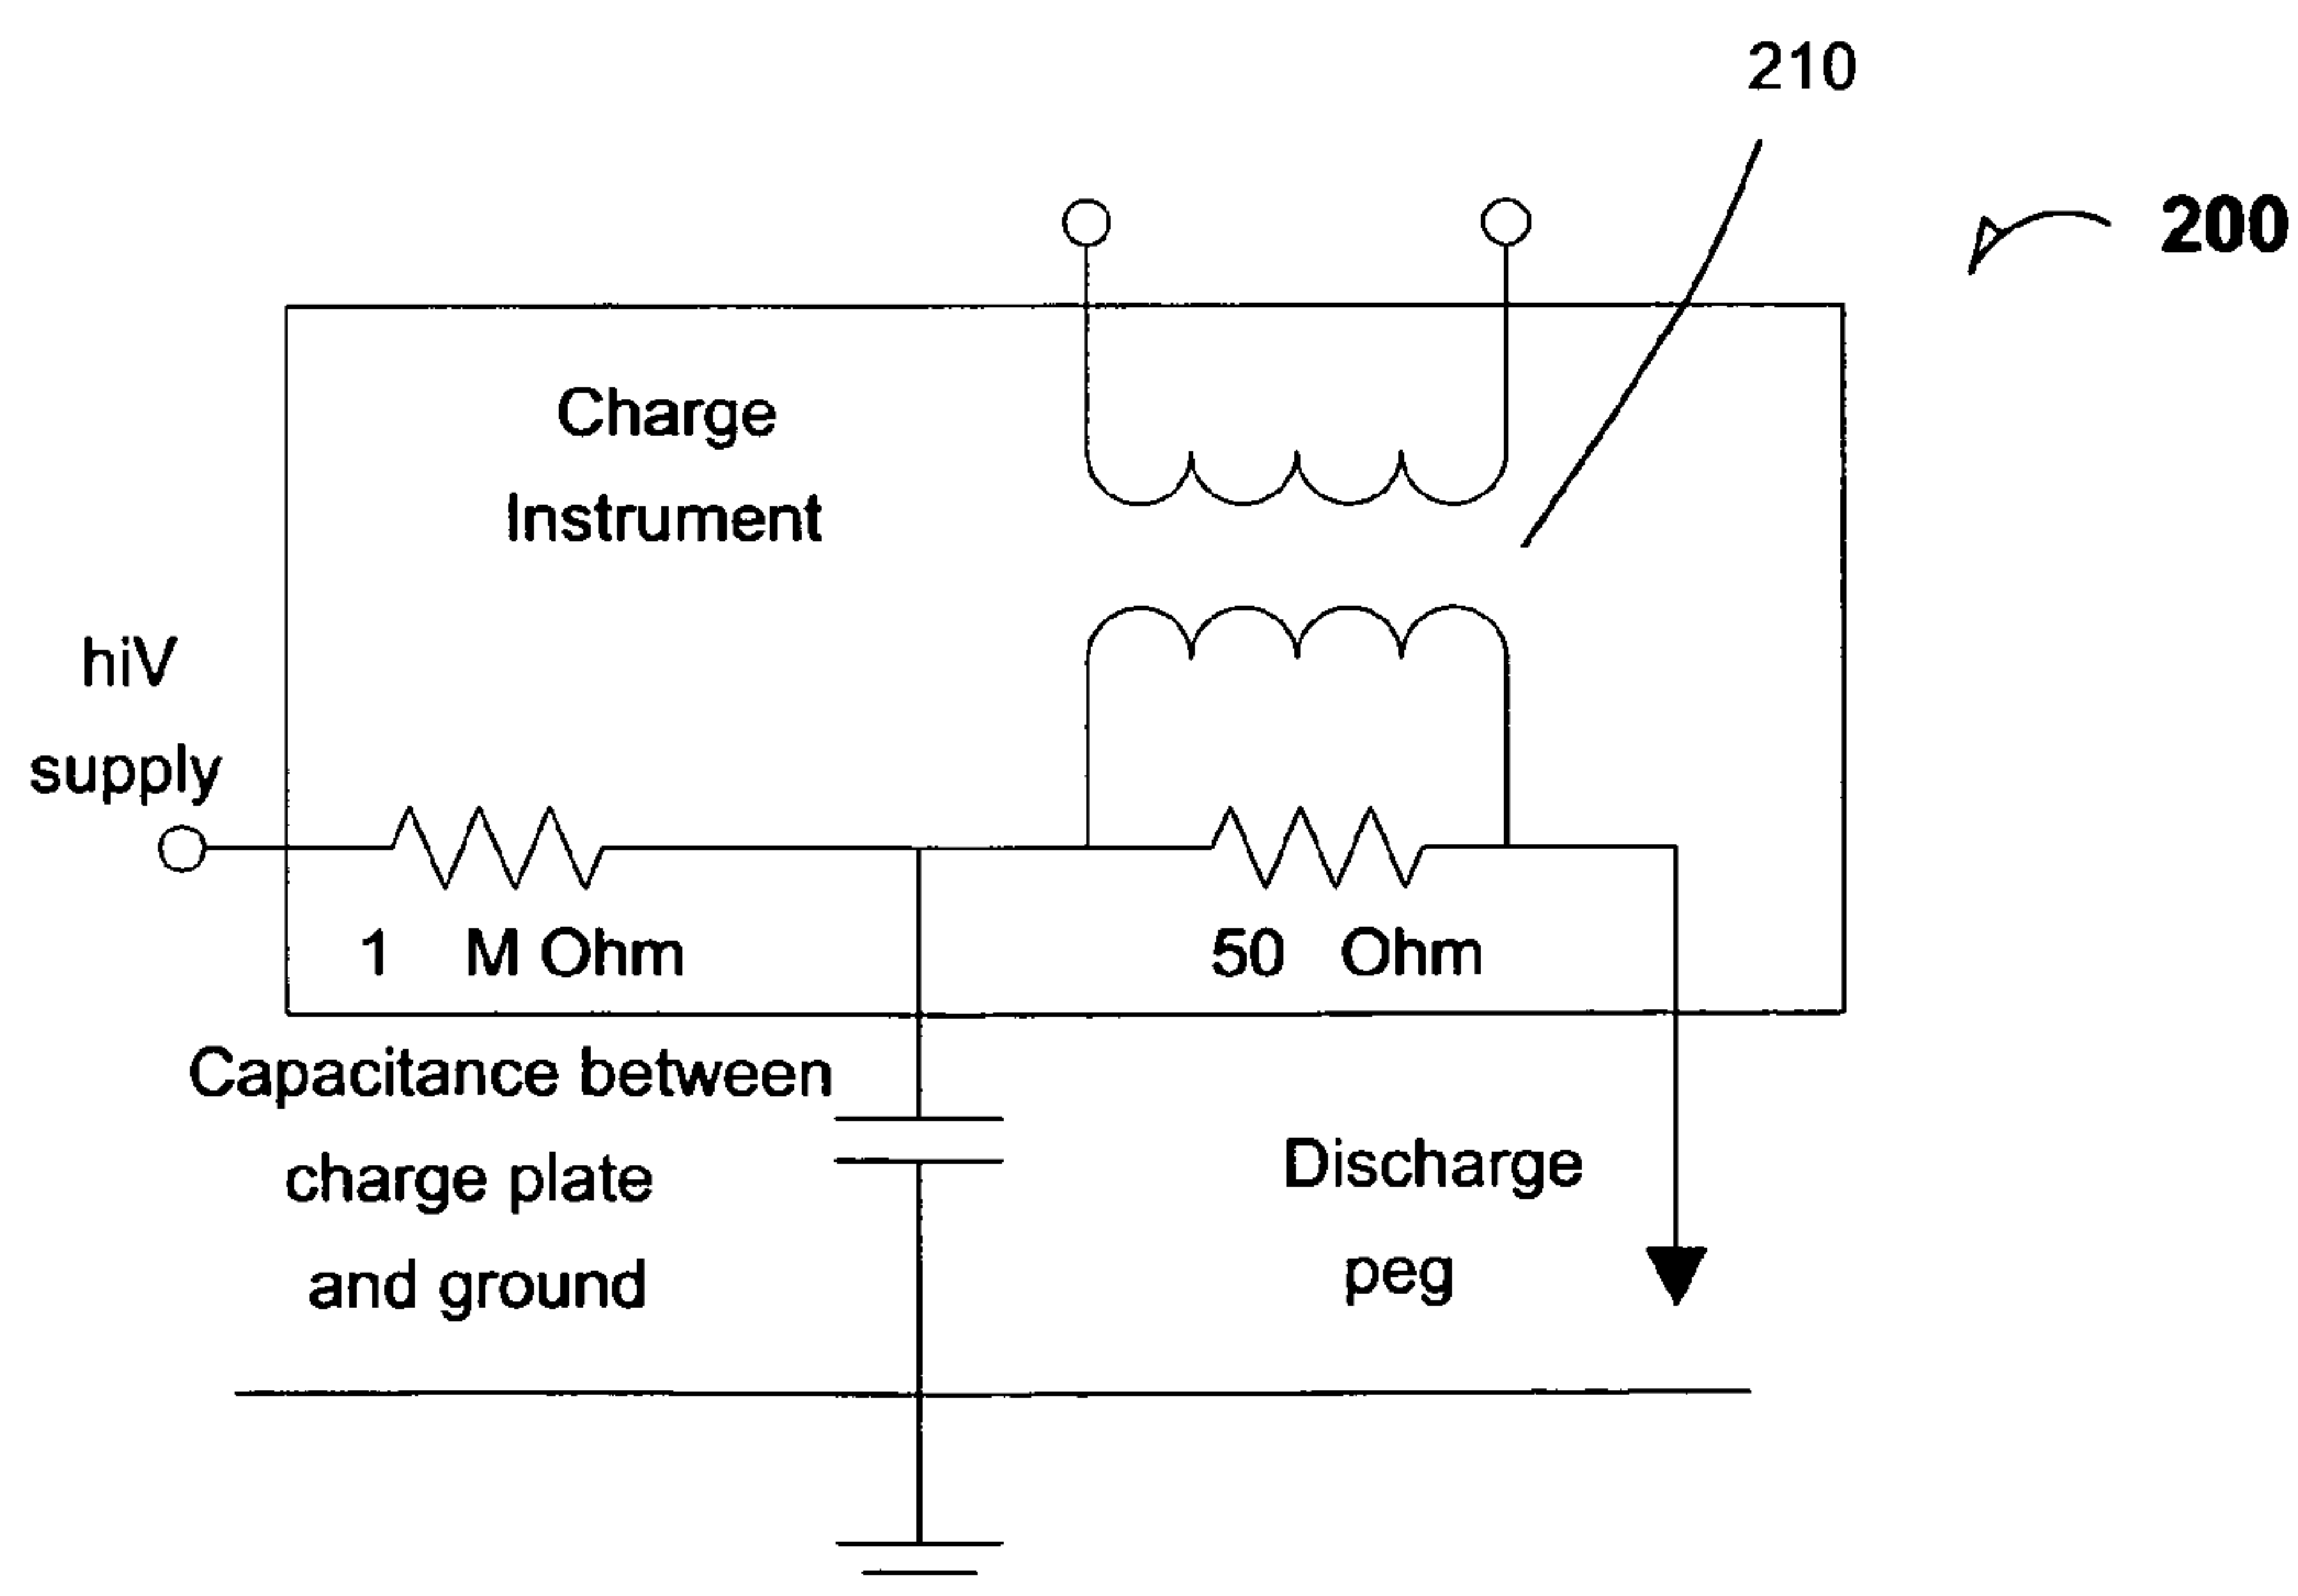 210
200
Charge
Instrument
hiV
supply
1 M Ohm
50 Ohm
Capacitance between
charge plate
and ground
Discharge
peg